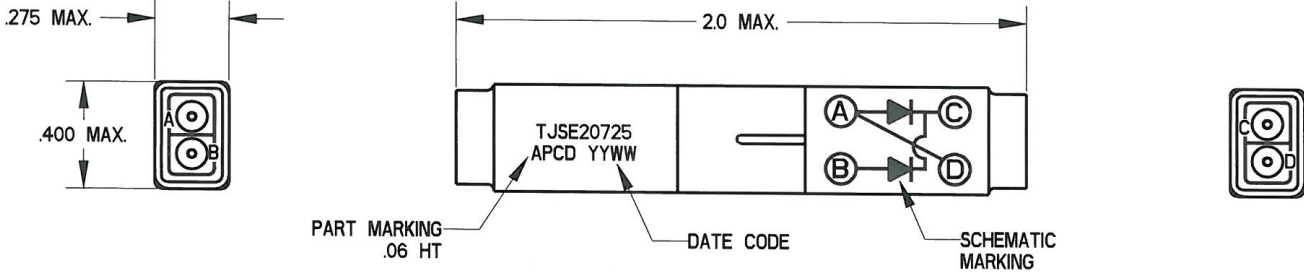 .275 MAX.
2.0 MAX.
.400 MAX.
A
B
TJSE20725
APCD YYWW
A
C
B
D
C
D
PART MARKING
.06 HT
DATE CODE
SCHEMATIC
MARKING